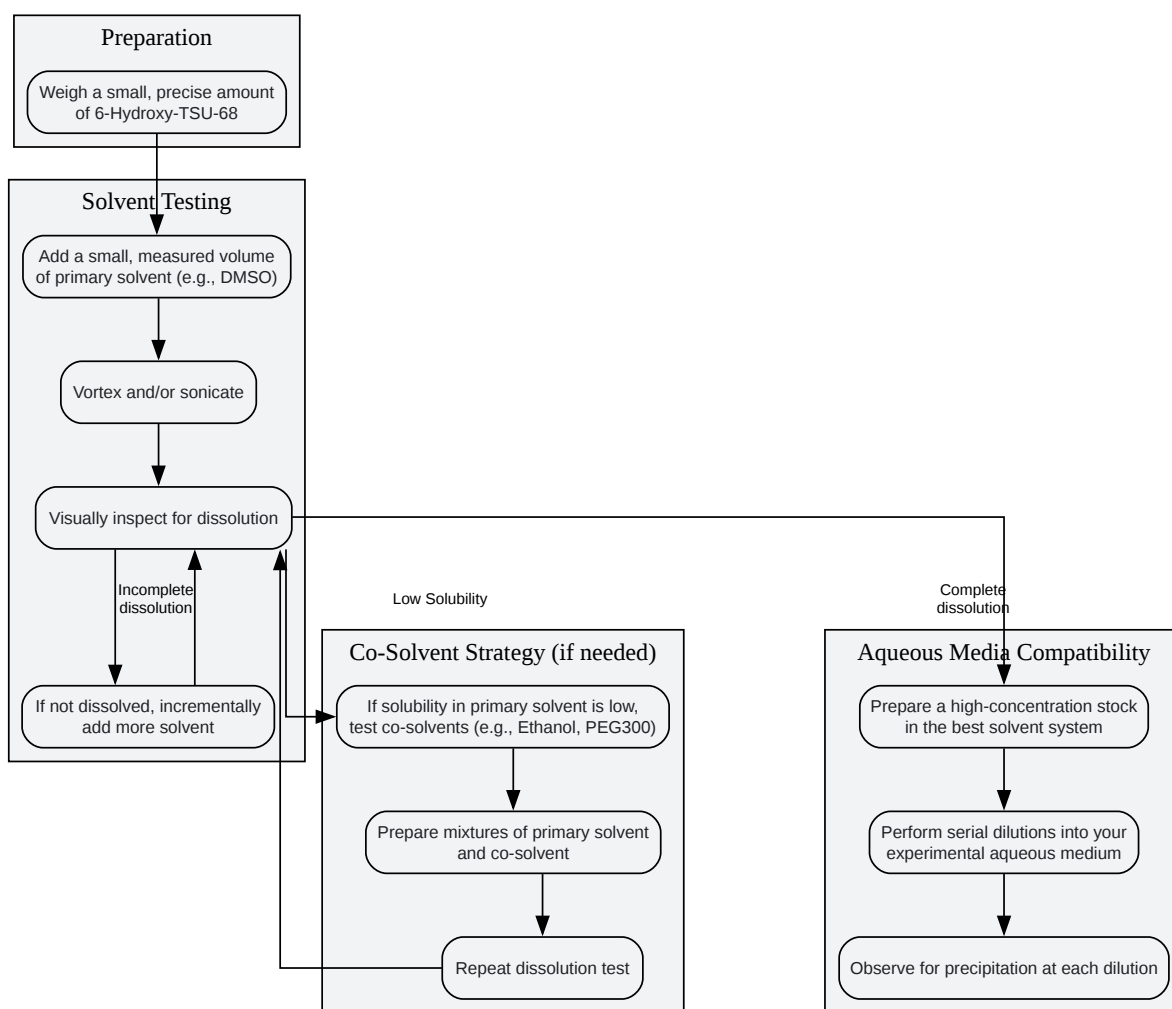 Preparation
Weigh a small, precise amount
of 6-Hydroxy-TSU-68
Solvent Testing
Add a small, measured volume
of primary solvent (e.g., DMSO)
Vortex and/or sonicate
Visually inspect for dissolution
Incomplete
dissolution
If not dissolved, incrementally
add more solvent
Low Solubility
Co-Solvent Strategy (if needed)
If solubility in primary solvent is low,
test co-solvents (e.g., Ethanol, PEG300)
Prepare mixtures of primary solvent
and co-solvent
Repeat dissolution test
Complete
dissolution
Aqueous Media Compatibility
Prepare a high-concentration stock
in the best solvent system
Perform serial dilutions into your
experimental aqueous medium
Observe for precipitation at each dilution